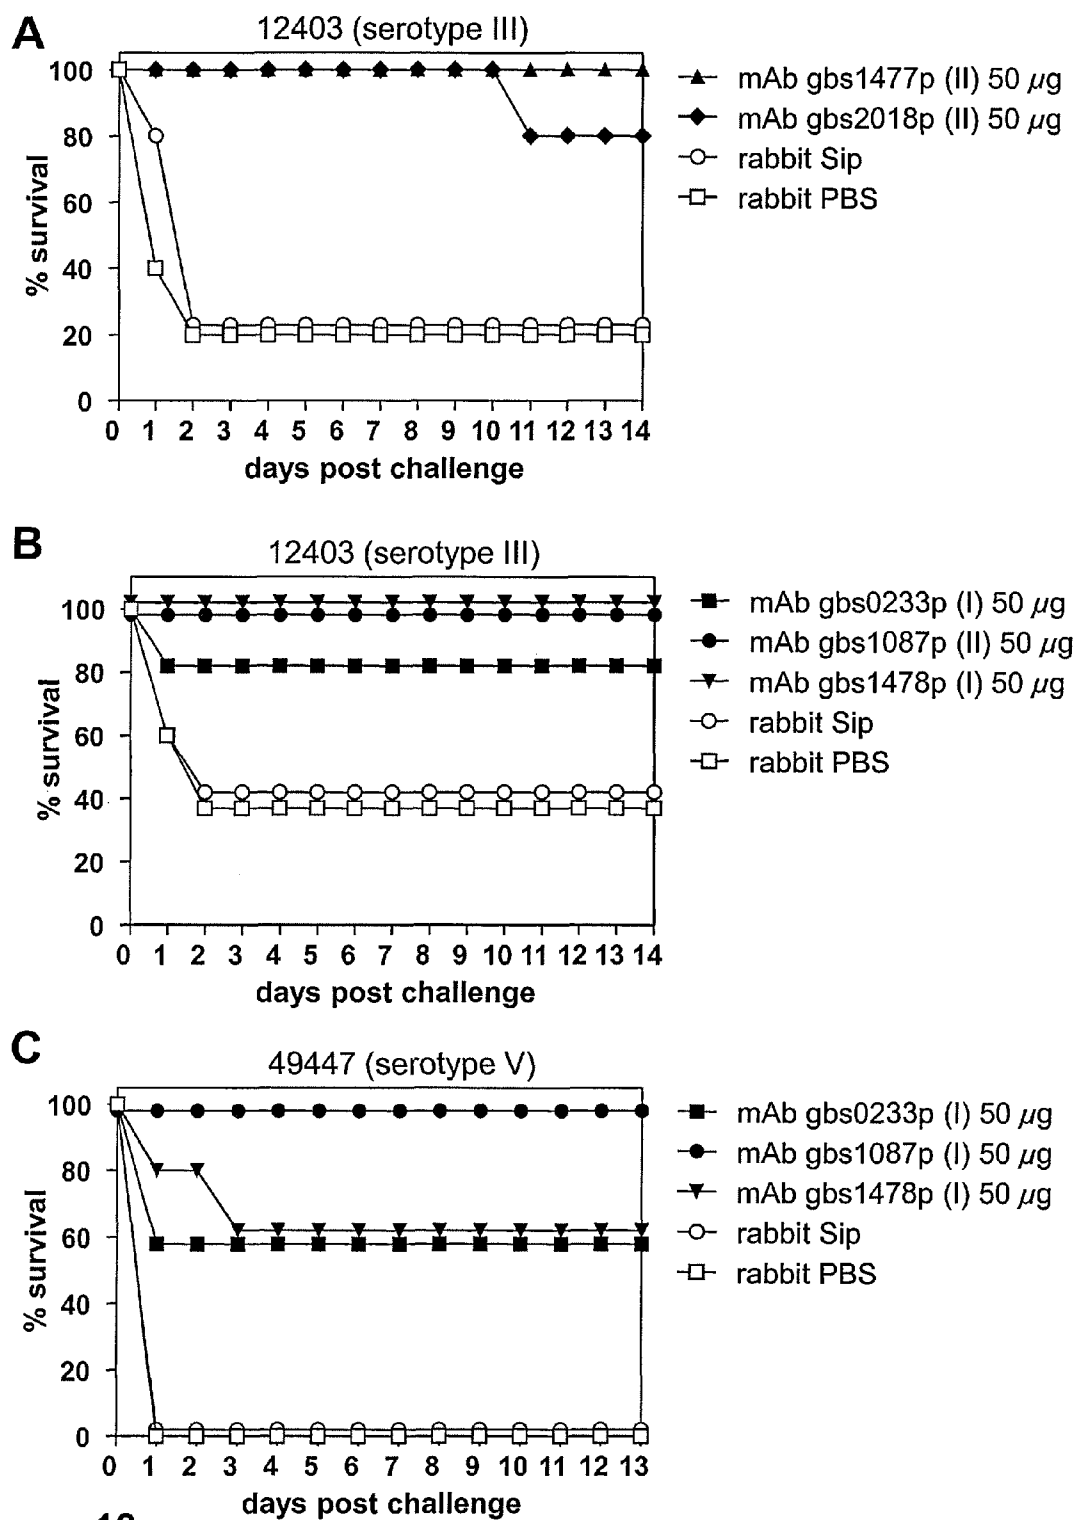 A
12403 (serotype III)
100
80
60
40
20
0
% survival
0 1 2 3 4 5 6 7 8 9 10 11 12 13 14
days post challenge
mAb gbs1477p (II) 50 µg
mAb gbs2018p (II) 50 µg
rabbit Sip
rabbit PBS
B
12403 (serotype III)
100
80
60
40
20
0
% survival
0 1 2 3 4 5 6 7 8 9 10 11 12 13 14
days post challenge
mAb gbs0233p (I) 50 µg
mAb gbs1087p (II) 50 µg
mAb gbs1478p (I) 50 µg
rabbit Sip
rabbit PBS
C
49447 (serotype V)
100
80
60
40
20
0
% survival
0 1 2 3 4 5 6 7 8 9 10 11 12 13
days post challenge
mAb gbs0233p (I) 50 µg
mAb gbs1087p (I) 50 µg
mAb gbs1478p (I) 50 µg
rabbit Sip
rabbit PBS